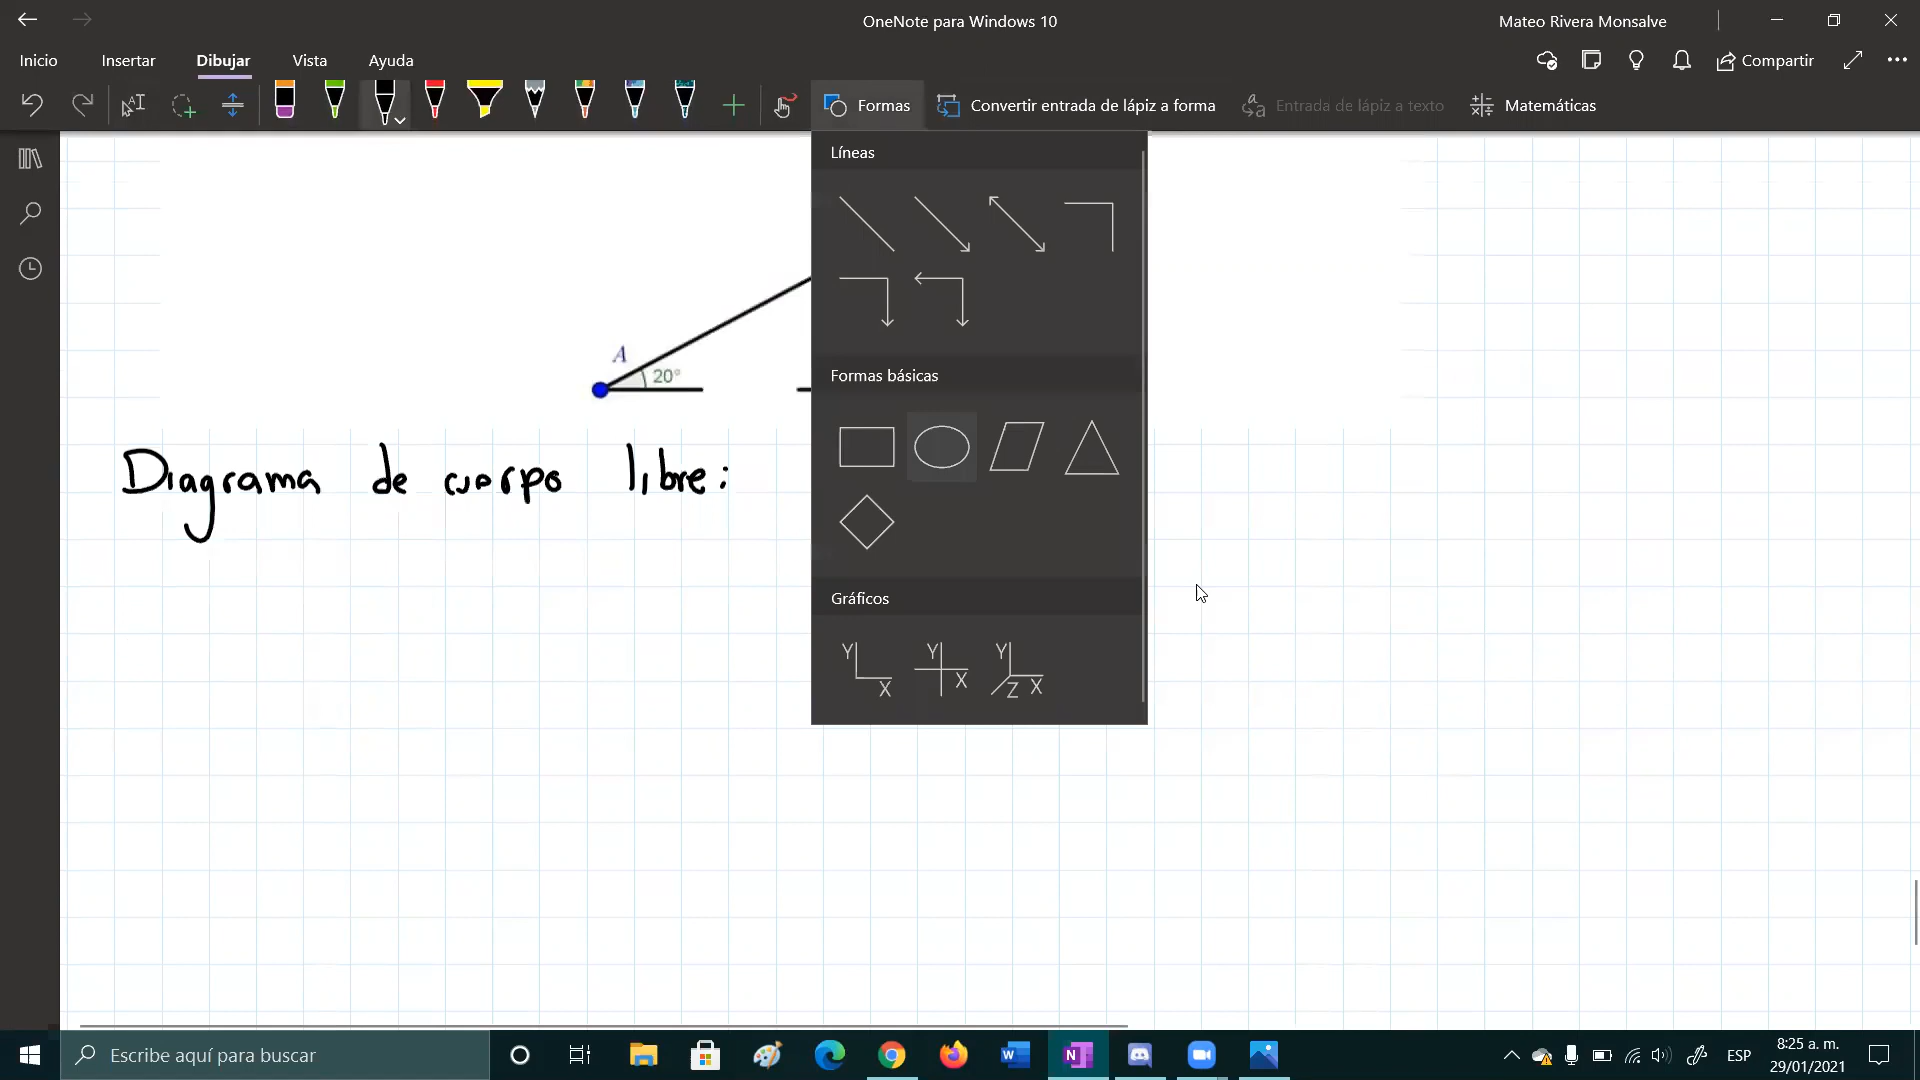 OneNote para Windows 10
Mateo Rivera Monsalve
Inicio Insertar Dibujar Vista Ayuda
Compartir
Formas
Convertir entrada de lápiz a forma
Entrada de lápiz a texto
Matemáticas
Líneas
A
20°
Formas básicas
Diagrama de cuerpo libre:
Gráficos
Y X
Y X
Y Z X
Escribe aquí para buscar
ESP
8:25 a. m.
29/01/2021